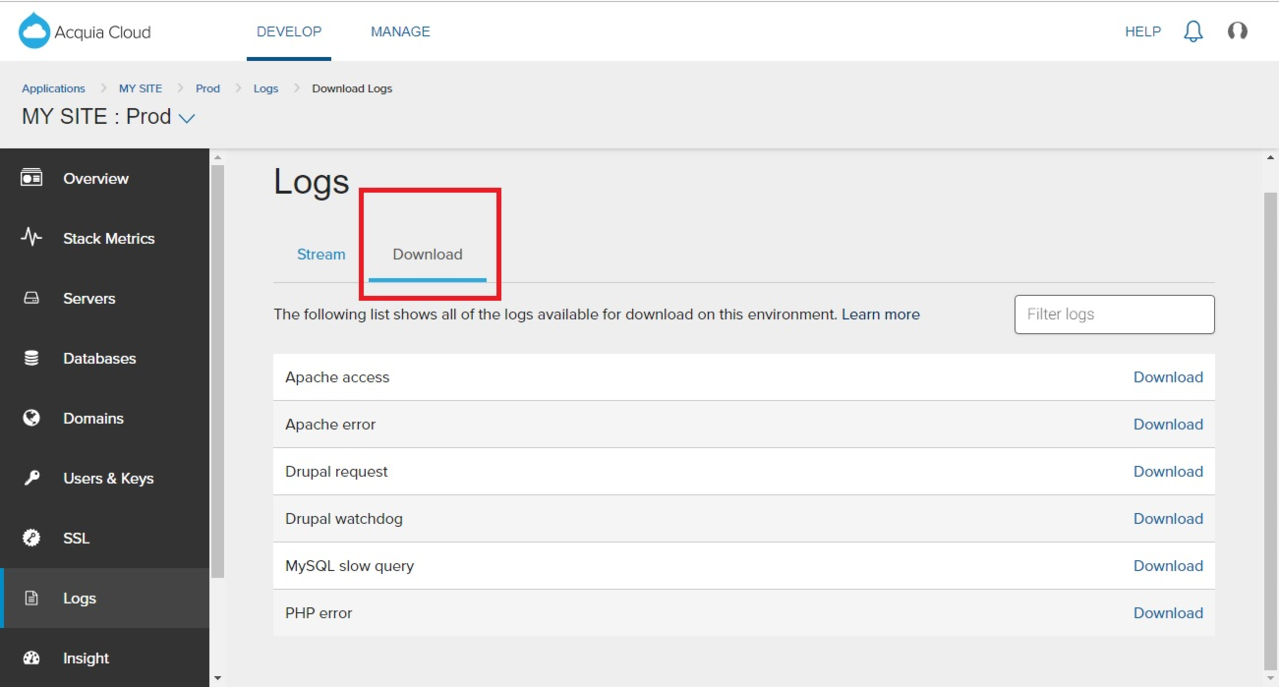 Acquia Cloud
DEVELOP
MANAGE
HELP
Applications
MY SITE
Prod
Logs
Download Logs
MY SITE : Prod
Overview
Stack Metrics
Servers
Databases
Domains
Users & Keys
SSL
Logs
Insight
Logs
Stream
Download
The following list shows all of the logs available for download on this environment. Learn more
Filter logs
Apache access Download
Apache error Download
Drupal request Download
Drupal watchdog Download
MySQL slow query Download
PHP error Download